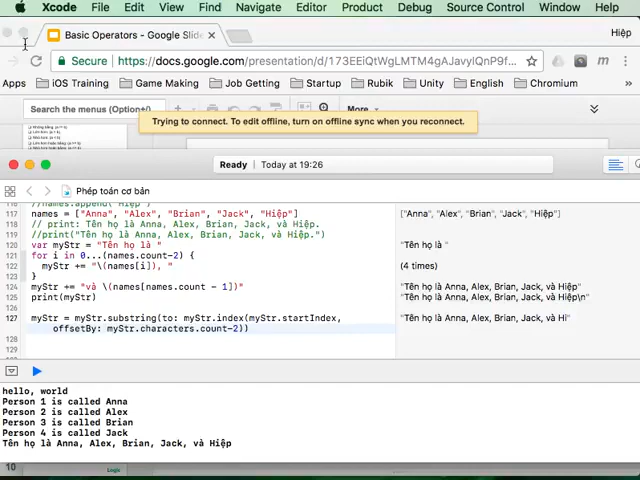 Xcode File Edit View Find Navigate Editor Product Debug Source Control Window Help
Basic Operators - Google Slide
Hiệp
Secure https://docs.google.com/presentation/d/173EEiQtWgLMTM4gAJavylQnP9f...
Apps iOS Training Making Game Job Getting Startup Fraank English Chromium
Search the menus (Option+/)
More...
Trying to connect. To edit offline, turn on offline sync when you reconnect.
Ready Today at 19:26
Phép toán cơ bản
116 //names.append("Hiệp")
117 names = ["Anna", "Alex", "Brian", "Jack", "Hiệp"] ["Anna", "Alex", "Brian", "Jack", "Hiệp"]
118 // print: Tên họ là Anna, Alex, Brian, Jack, và Hiệp.
119 //print("Tên họ là Anna, Alex, Brian, Jack, và Hiệp.")
120 var myStr = "Tên họ là " "Tên họ là "
121 for i in 0...(names.count-2) {
122 myStr += "\(names[i]), " (4 times)
123 }
124 myStr += "và \(names[names.count - 1])" "Tên họ là Anna, Alex, Brian, Jack, và Hiệp"
125 print(myStr) "Tên họ là Anna, Alex, Brian, Jack, và Hiệp\n"
127 myStr = myStr.substring(to: myStr.index(myStr.startIndex, "Tên họ là Anna, Alex, Brian, Jack, và Hi"
offsetBy: myStr.characters.count-2))
128
129
hello, world
Person 1 is called Anna
Person 2 is called Alex
Person 3 is called Brian
Person 4 is called Jack
Tên họ là Anna, Alex, Brian, Jack, và Hiệp
10
Logic